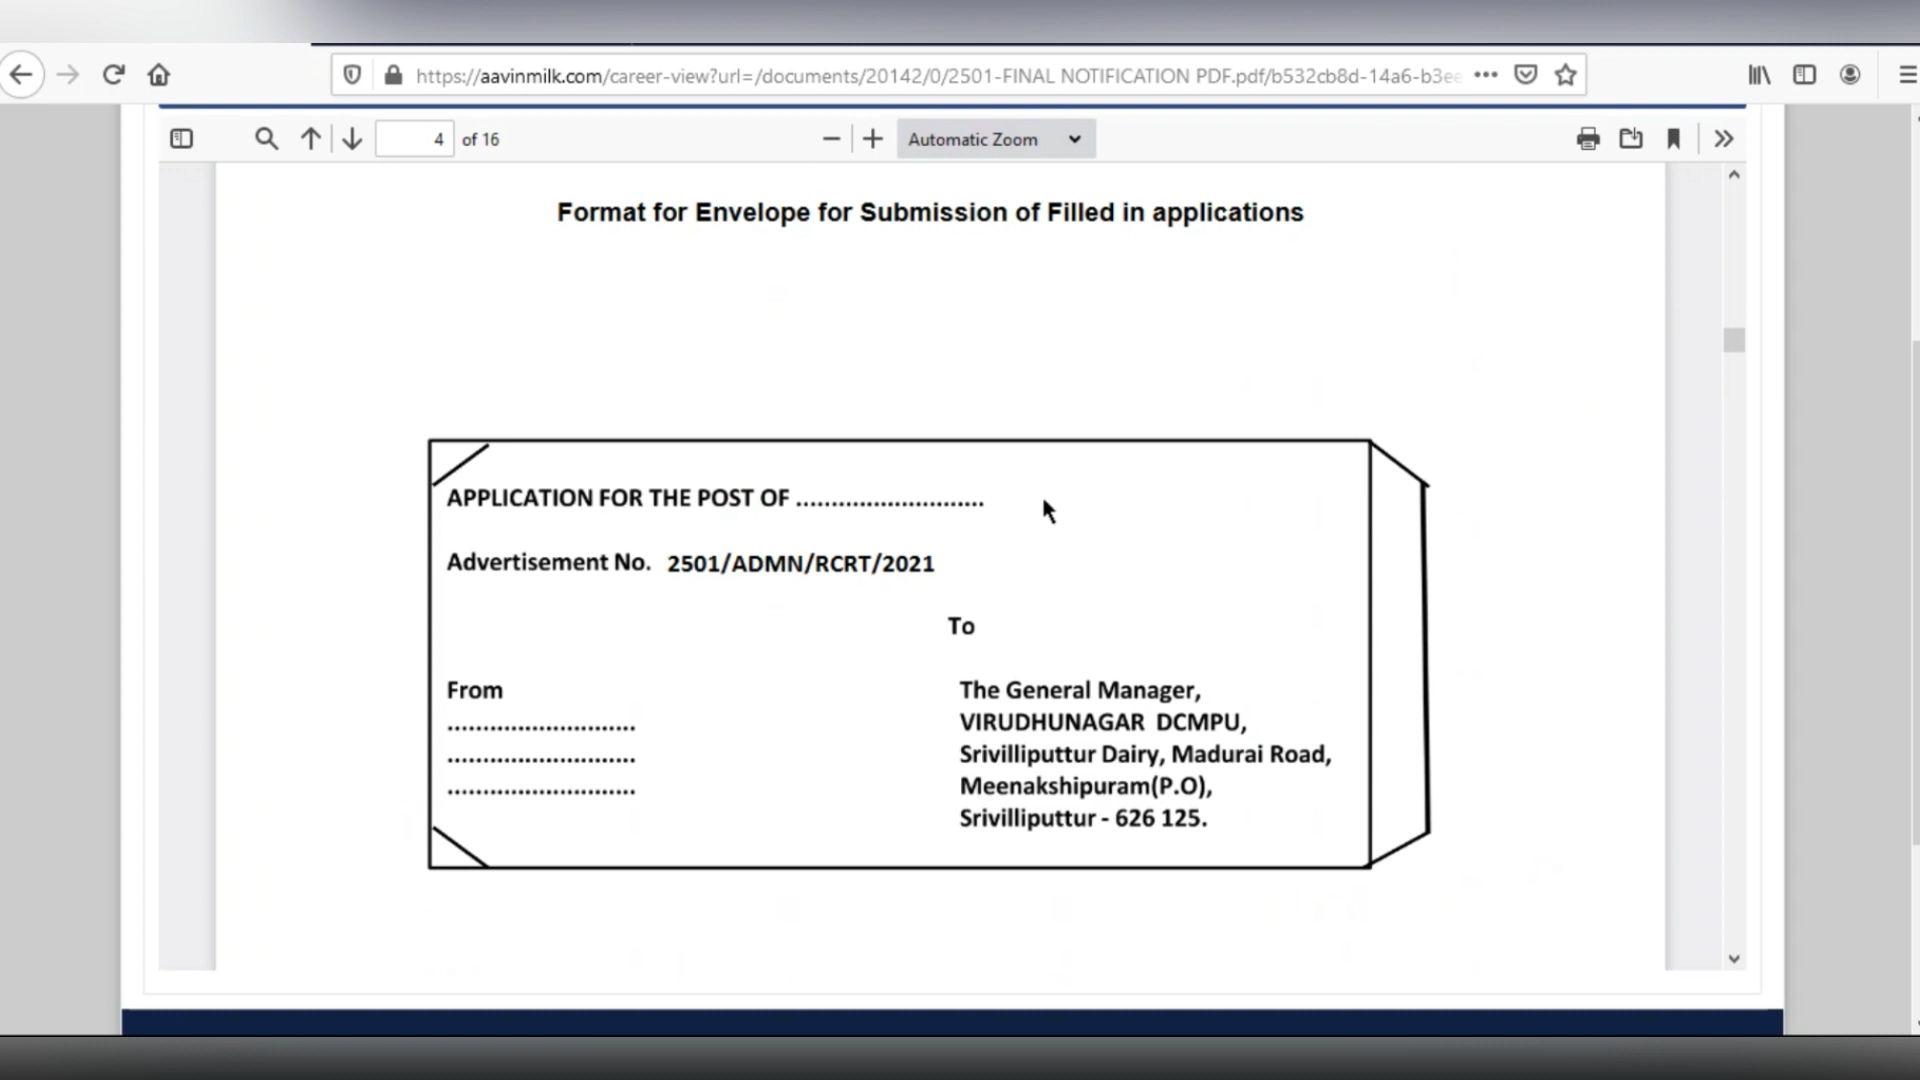 https://aavinmilk.com/career-view?url=/documents/20142/0/2501-FINAL NOTIFICATION PDF.pdf/b532cb8d-14a6-b3ee
4 of 16
Automatic Zoom
Format for Envelope for Submission of Filled in applications
APPLICATION FOR THE POST OF ..........................
Advertisement No. 2501/ADMN/RCRT/2021
To
From
..........................
..........................
..........................
The General Manager,
VIRUDHUNAGAR DCMPU,
Srivilliputtur Dairy, Madurai Road,
Meenakshipuram(P.O),
Srivilliputtur - 626 125.